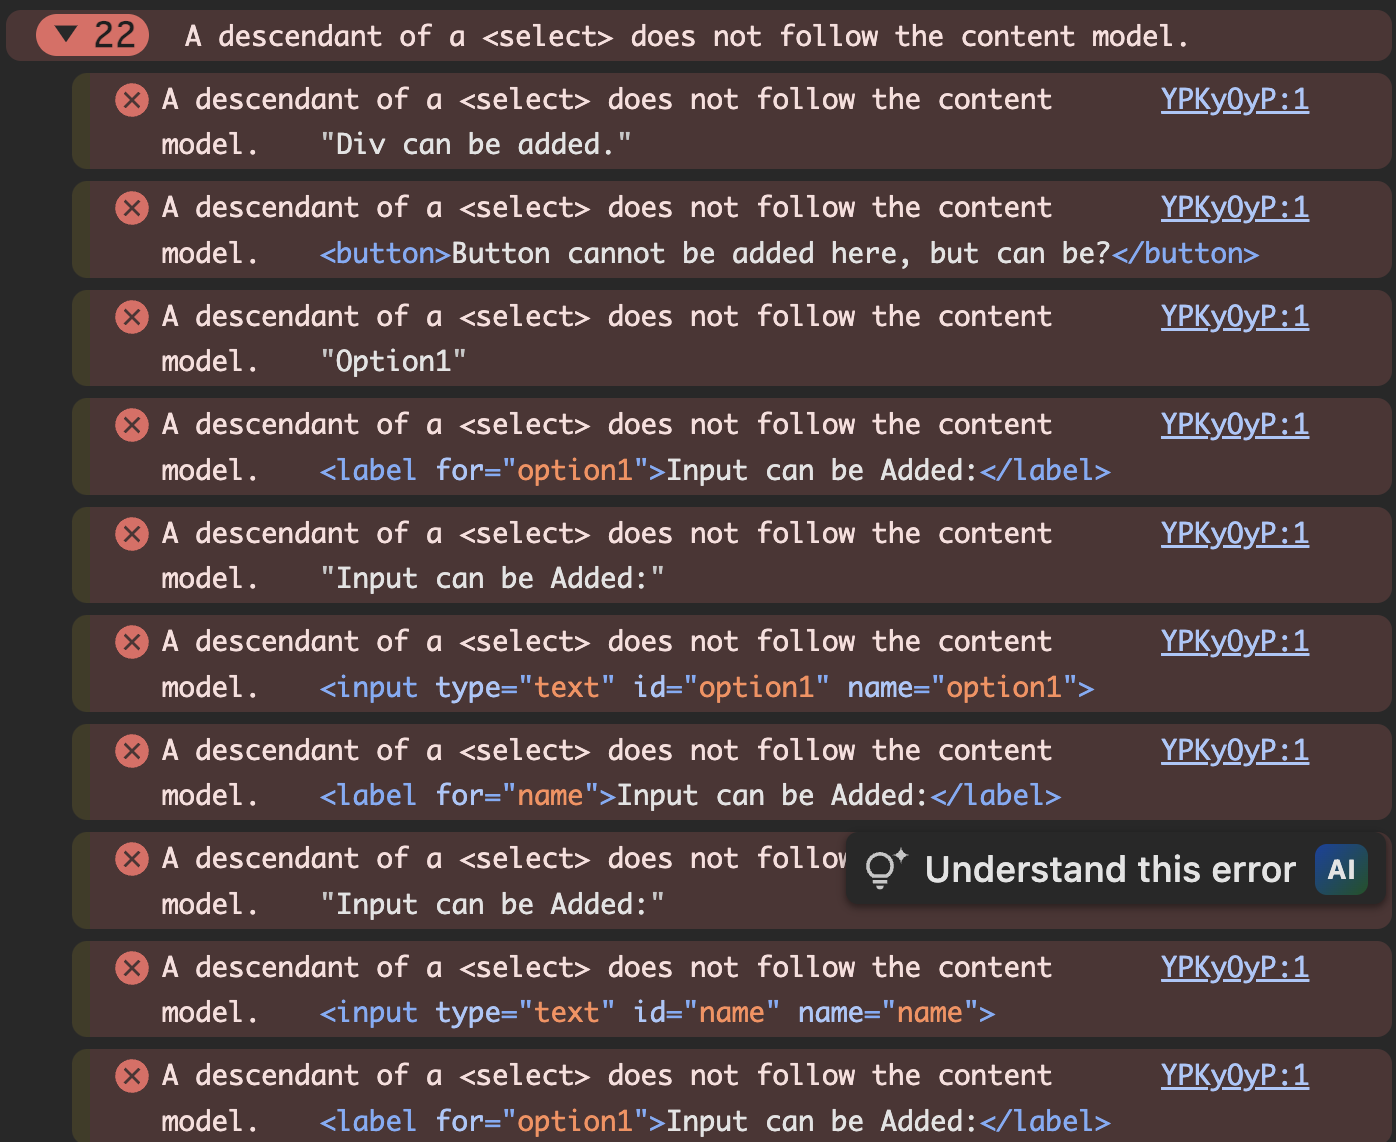 22 A descendant of a <select> does not follow the content model.
A descendant of a <select> does not follow the content YPKyOyP:1
model. "Div can be added."
A descendant of a <select> does not follow the content YPKyOyP:1
model. <button>Button cannot be added here, but can be?</button>
A descendant of a <select> does not follow the content YPKyOyP:1
model. "Option1"
A descendant of a <select> does not follow the content YPKyOyP:1
model. <label for="option1">Input can be Added:</label>
A descendant of a <select> does not follow the content YPKyOyP:1
model. "Input can be Added:"
A descendant of a <select> does not follow the content YPKyOyP:1
model. <input type="text" id="option1" name="option1">
A descendant of a <select> does not follow the content YPKyOyP:1
model. <label for="name">Input can be Added:</label>
A descendant of a <select> does not follow
Understand this error AI
model. "Input can be Added:"
A descendant of a <select> does not follow the content YPKyOyP:1
model. <input type="text" id="name" name="name">
A descendant of a <select> does not follow the content YPKyOyP:1
model. <label for="option1">Input can be Added:</label>